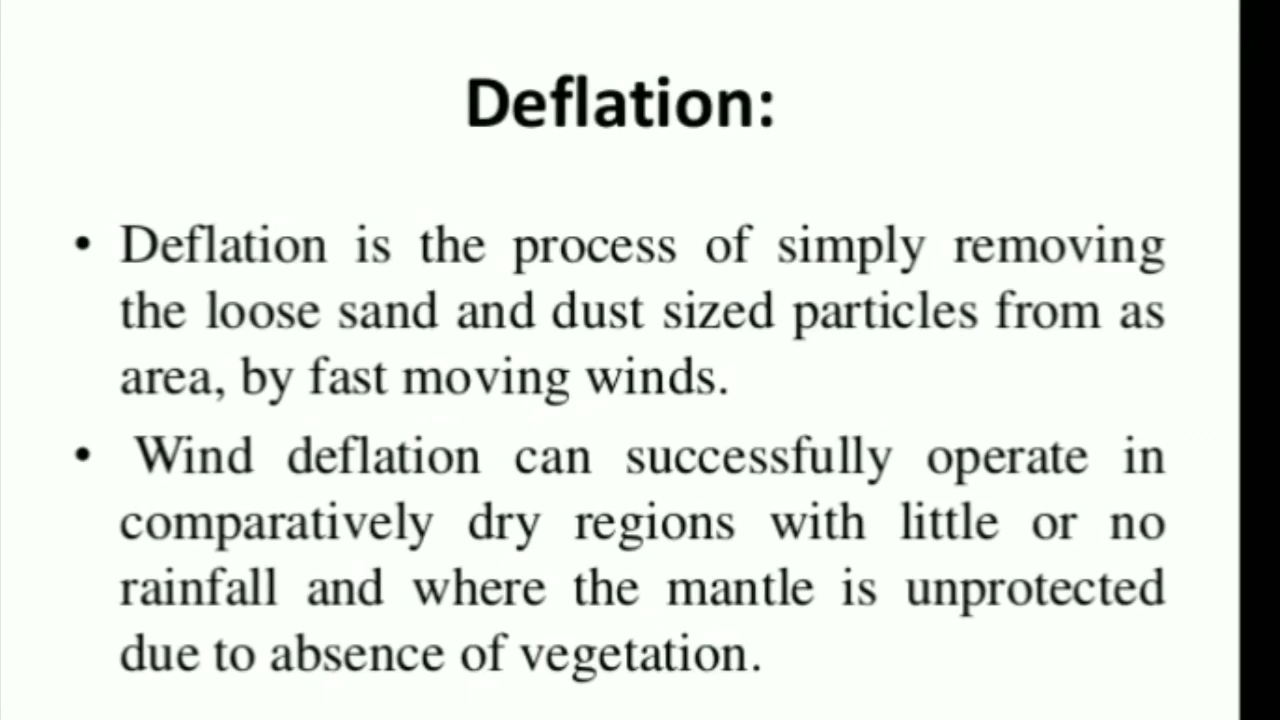 Deflation:
• Deflation is the process of simply removing
the loose sand and dust sized particles from as
area, by fast moving winds.
• Wind deflation can successfully operate in
comparatively dry regions with little or no
rainfall and where the mantle is unprotected
due to absence of vegetation.